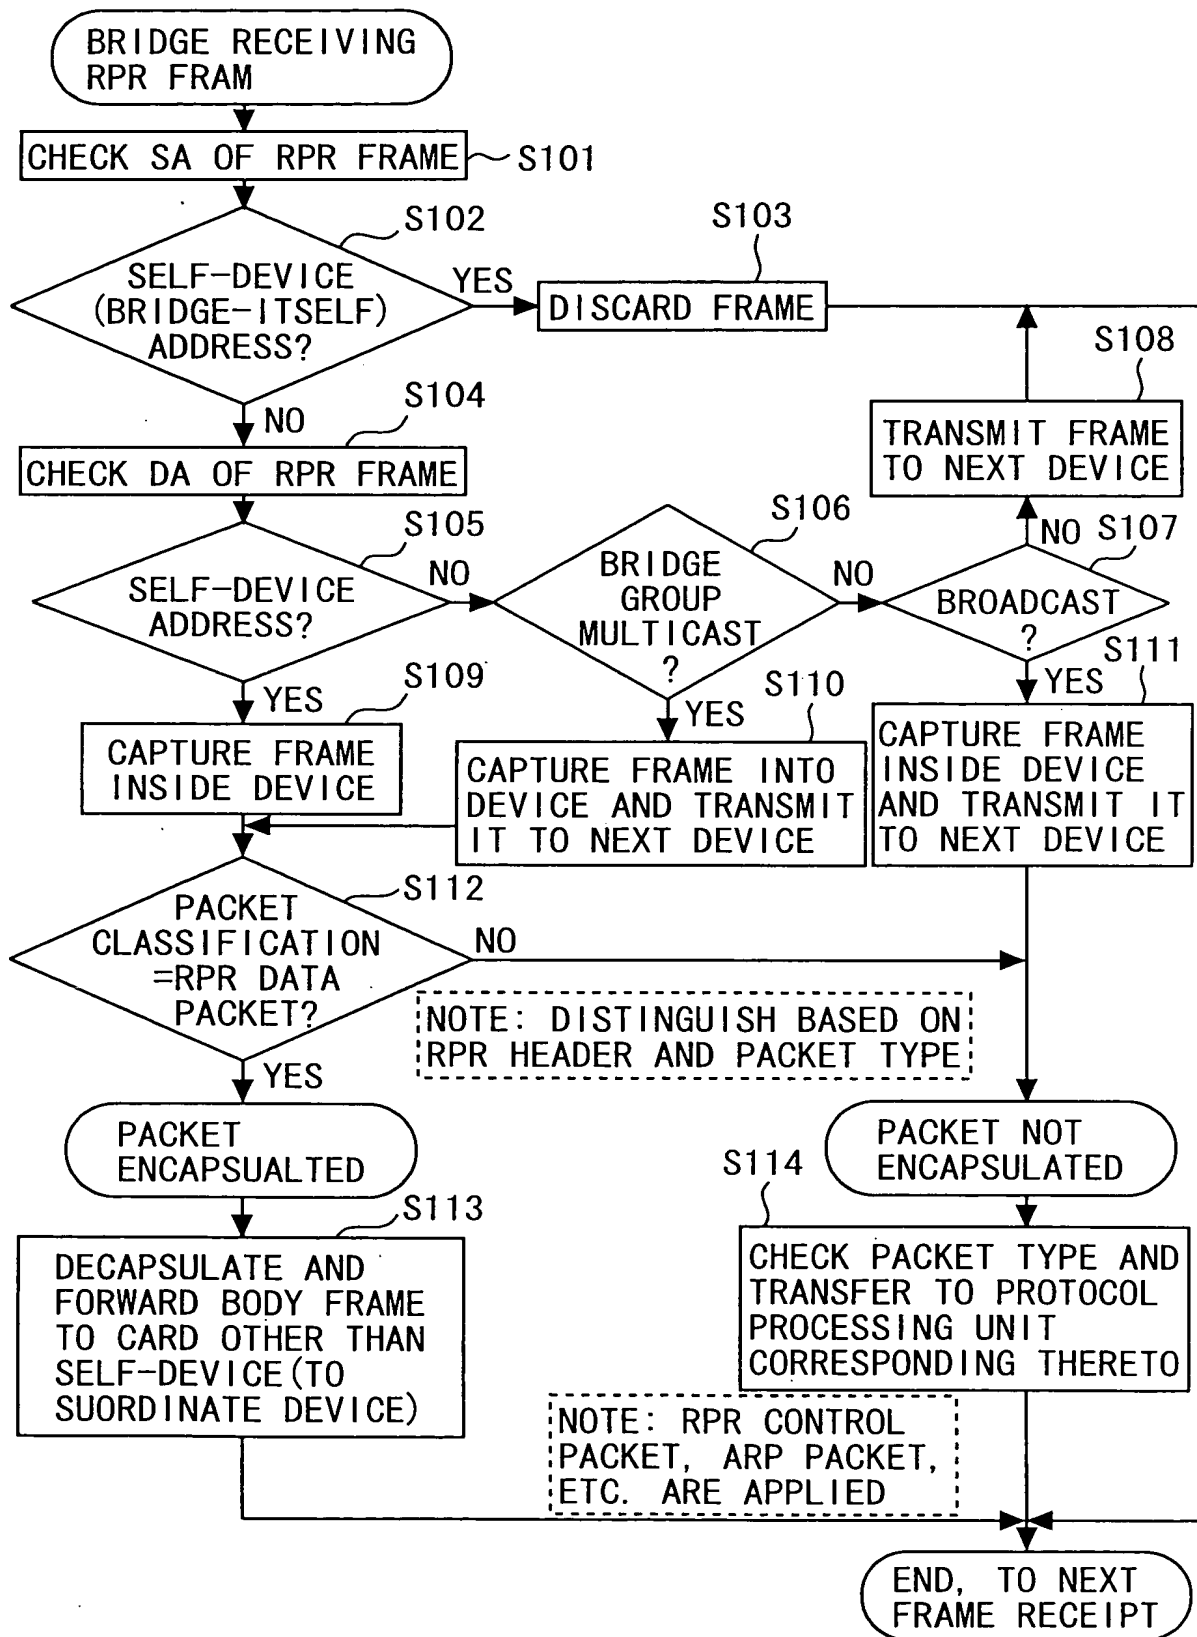 BRIDGE RECEIVING
RPR FRAM
CHECK SA OF RPR FRAME
S101
S102
SELF-DEVICE
(BRIDGE-ITSELF)
ADDRESS?
YES
S103
DISCARD FRAME
NO
S104
CHECK DA OF RPR FRAME
S108
TRANSMIT FRAME
TO NEXT DEVICE
S105
SELF-DEVICE
ADDRESS?
NO
S106
BRIDGE
GROUP
MULTICAST
?
NO
NO
S107
BROADCAST
?
YES
S109
CAPTURE FRAME
INSIDE DEVICE
YES
S110
CAPTURE FRAME INTO
DEVICE AND TRANSMIT
IT TO NEXT DEVICE
YES
S111
CAPTURE FRAME
INSIDE DEVICE
AND TRANSMIT IT
TO NEXT DEVICE
S112
PACKET
CLASSIFICATION
=RPR DATA
PACKET?
NO
NOTE: DISTINGUISH BASED ON
RPR HEADER AND PACKET TYPE
YES
PACKET
ENCAPSUALTED
PACKET NOT
ENCAPSULATED
S113
DECAPSULATE AND
FORWARD BODY FRAME
TO CARD OTHER THAN
SELF-DEVICE(TO
SUORDINATE DEVICE)
S114
CHECK PACKET TYPE AND
TRANSFER TO PROTOCOL
PROCESSING UNIT
CORRESPONDING THERETO
NOTE: RPR CONTROL
PACKET, ARP PACKET,
ETC. ARE APPLIED
END, TO NEXT
FRAME RECEIPT